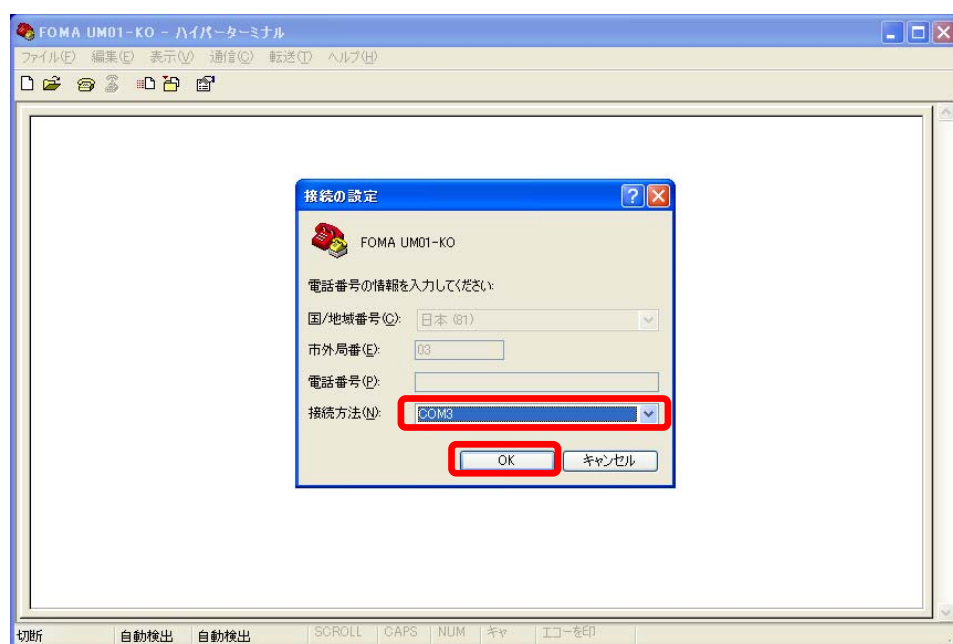 FOMA UM01-KO - ハイパーターミナル
ファイル(F) 編集(E) 表示(V) 通信(C) 転送(T) ヘルプ(H)
接続の設定
FOMA UM01-KO
電話番号の情報を入力してください:
国/地域番号(C): 日本 (81)
市外局番(E): 03
電話番号(P):
接続方法(N): COM3
OK キャンセル
切断 自動検出 自動検出 SCROLL CAPS NUM キャ エコーを印